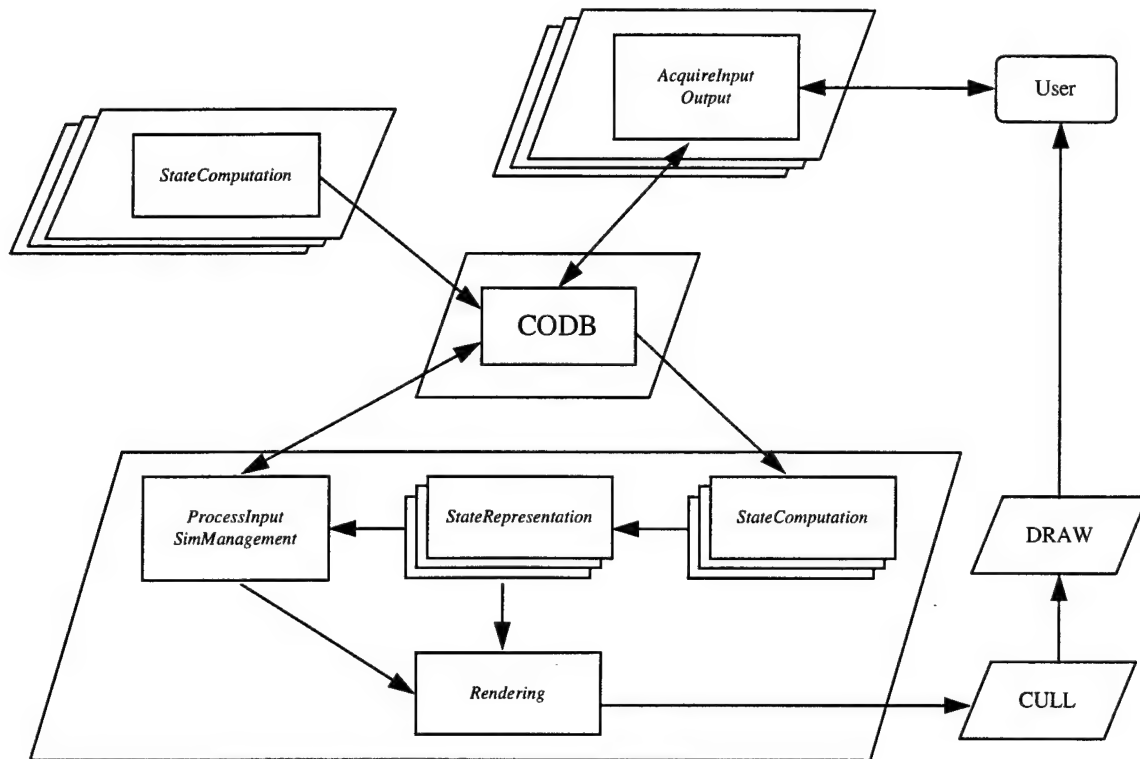 AcquireInput
Output
User
StateComputation
CODB
ProcessInput
SimManagement
StateRepresentation
StateComputation
DRAW
Rendering
CULL